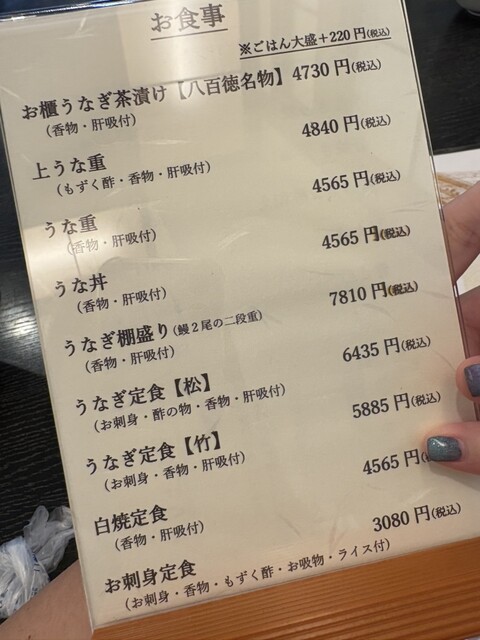 お食事
※ごはん大盛＋220円(税込)
お櫃うなぎ茶漬け【八百徳名物】4730円(税込)
(香物・肝吸付)
上うな重 4840円(税込)
(もずく酢・香物・肝吸付)
うな重 4565円(税込)
(香物・肝吸付)
うな丼 4565円(税込)
(香物・肝吸付)
うなぎ棚盛り(鰻２尾の二段重) 7810円(税込)
(香物・肝吸付)
うなぎ定食【松】 6435円(税込)
(お刺身・酢の物・香物・肝吸付)
うなぎ定食【竹】 5885円(税込)
(お刺身・香物・肝吸付)
白焼定食 4565円
(香物・肝吸付)
お刺身定食 3080円(税込)
(お刺身・香物・もずく酢・お吸物・ライス付)